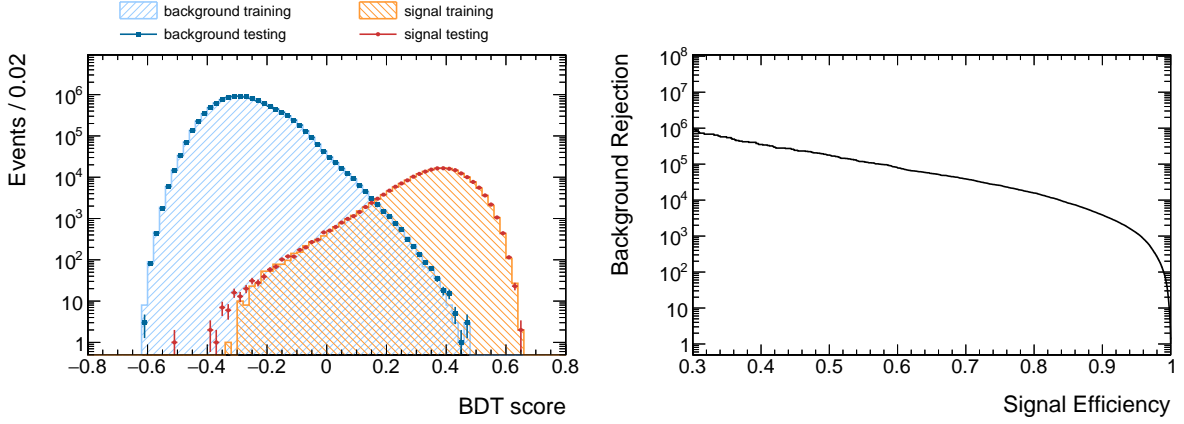 background training
signal training
background testing
signal testing
Events / 0.02
10⁶
10⁵
10⁴
10³
10²
10
1
−0.8 −0.6 −0.4 −0.2 0 0.2 0.4 0.6 0.8
BDT score
Background Rejection
10⁸
10⁷
10⁶
10⁵
10⁴
10³
10²
10
1
0.3 0.4 0.5 0.6 0.7 0.8 0.9 1
Signal Efficiency